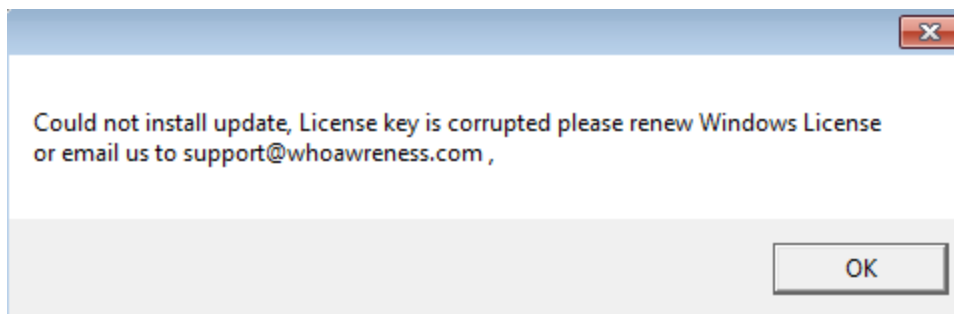 Could not install update, License key is corrupted please renew Windows License
or email us to support@whoawreness.com ,
OK